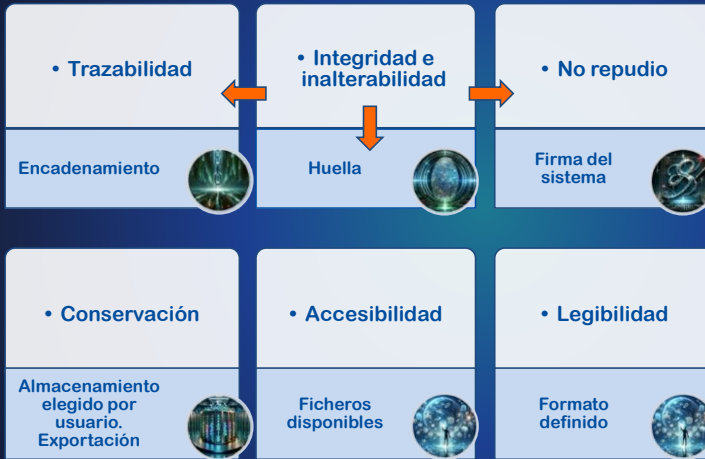 • Trazabilidad
• Integridad e
inalterabilidad
• No repudio
Encadenamiento
Huella
Firma del
sistema
• Conservación
• Accesibilidad
• Legibilidad
Almacenamiento
elegido por
usuario.
Exportación
Ficheros
disponibles
Formato
definido